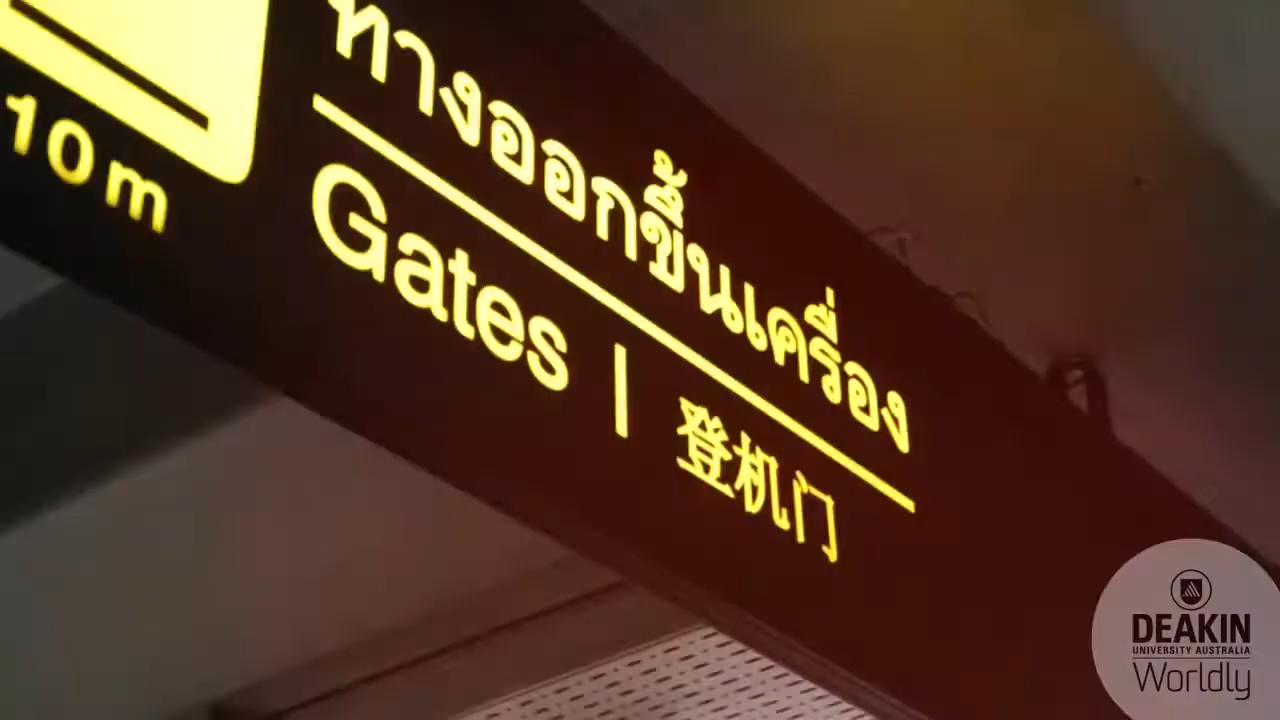 10m
ทางออกขึ้นเครื่อง
Gates | 登机门
DEAKIN
UNIVERSITY AUSTRALIA
Worldly